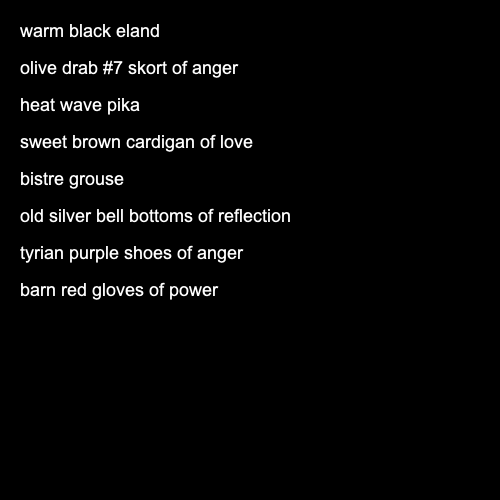 warm black eland
olive drab #7 skort of anger
heat wave pika
sweet brown cardigan of love
bistre grouse
old silver bell bottoms of reflection
tyrian purple shoes of anger
barn red gloves of power